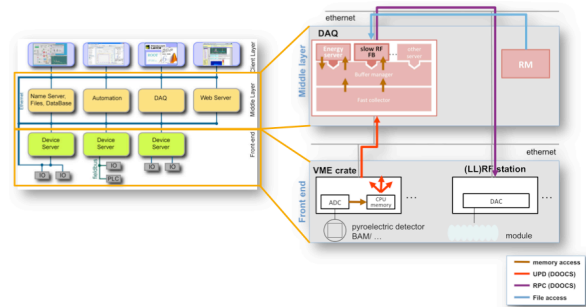 ethernet
Client Layer
Ethernet
Name Server,
Files, DataBase
Automation
DAQ
Web Server
Middle Layer
Device
Server
Device
Server
Device
Server
Front-end
IO
IO
Fieldbus
IO
PLC
IO
IO
Middle layer
DAQ
Energy
server
slow RF
FB
other
server
Buffer manager
Fast collector
RM
ethernet
Front end
VME crate
ADC
CPU
memory
...
pyroelectric detector
BAM/ ...
(LL)RF station
DAC
...
module
memory access
UPD (DOOCS)
RPC (DOOCS)
File access